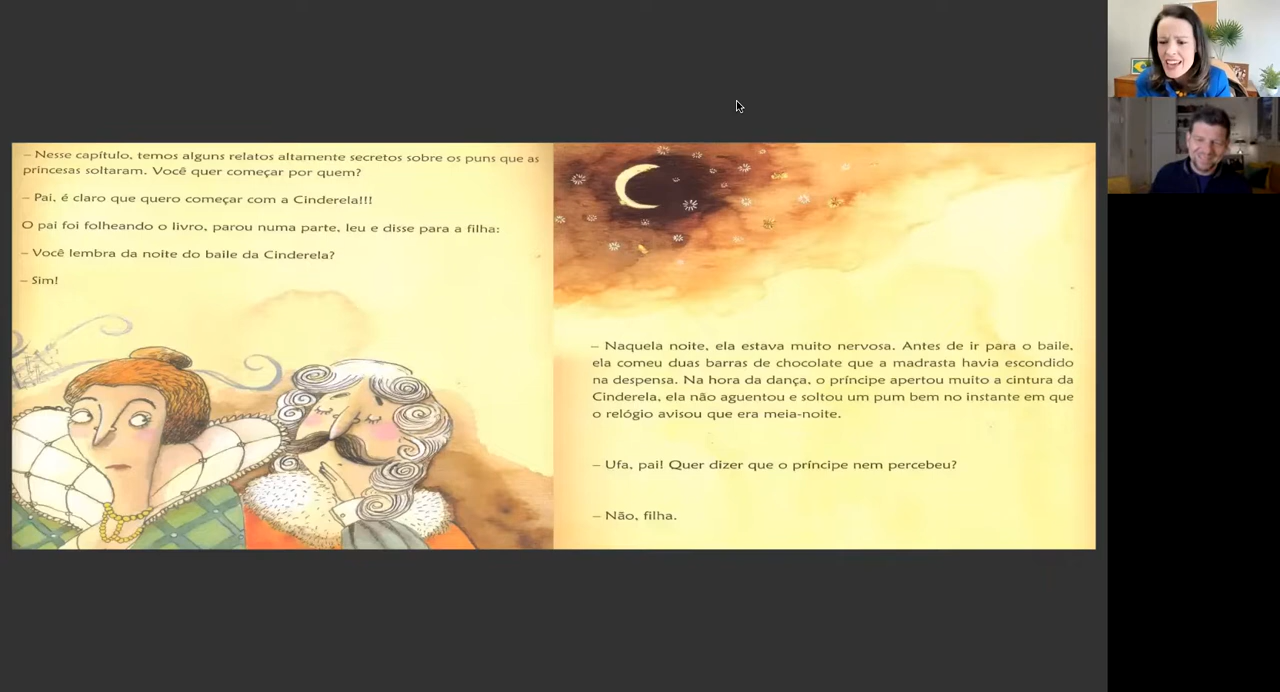 – Nesse capítulo, temos alguns relatos altamente secretos sobre os puns que as
princesas soltaram. Você quer começar por quem?
– Pai, é claro que quero começar com a Cinderela!!!
O pai foi folheando o livro, parou numa parte, leu e disse para a filha:
– Você lembra da noite do baile da Cinderela?
– Sim!
– Naquela noite, ela estava muito nervosa. Antes de ir para o baile,
ela comeu duas barras de chocolate que a madrasta havia escondido
na despensa. Na hora da dança, o príncipe apertou muito a cintura da
Cinderela, ela não aguentou e soltou um pum bem no instante em que
o relógio avisou que era meia-noite.
– Ufa, pai! Quer dizer que o príncipe nem percebeu?
– Não, filha.